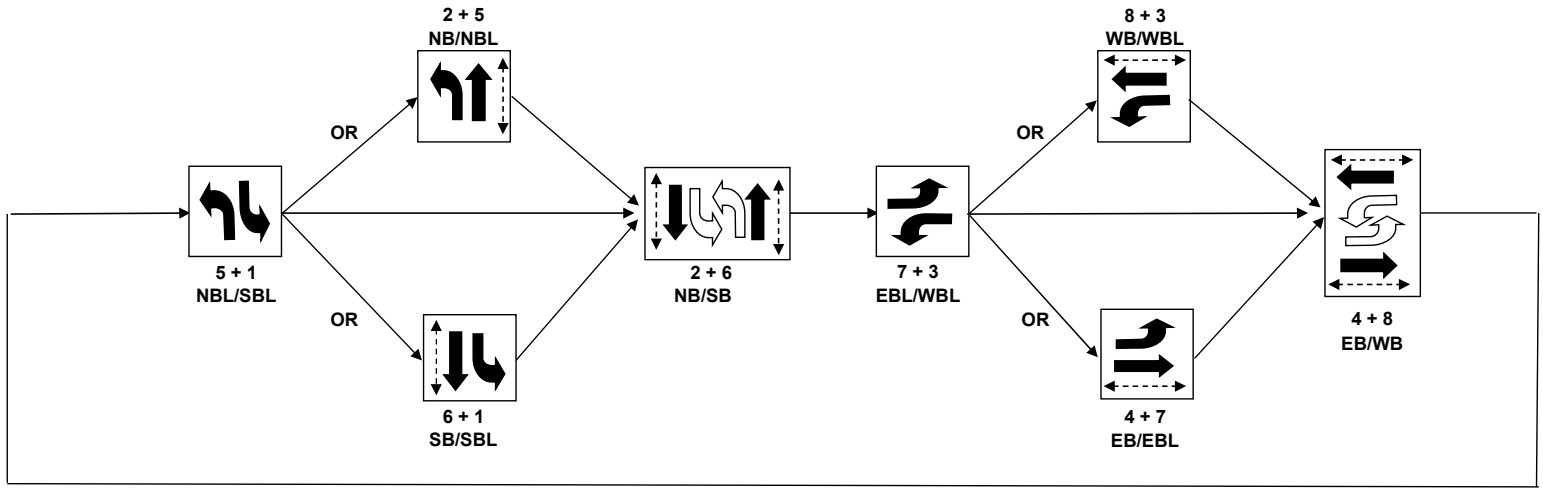 2 + 5
NB/NBL
8 + 3
WB/WBL
OR
OR
5 + 1
NBL/SBL
2 + 6
NB/SB
7 + 3
EBL/WBL
OR
OR
4 + 8
EB/WB
6 + 1
SB/SBL
4 + 7
EB/EBL